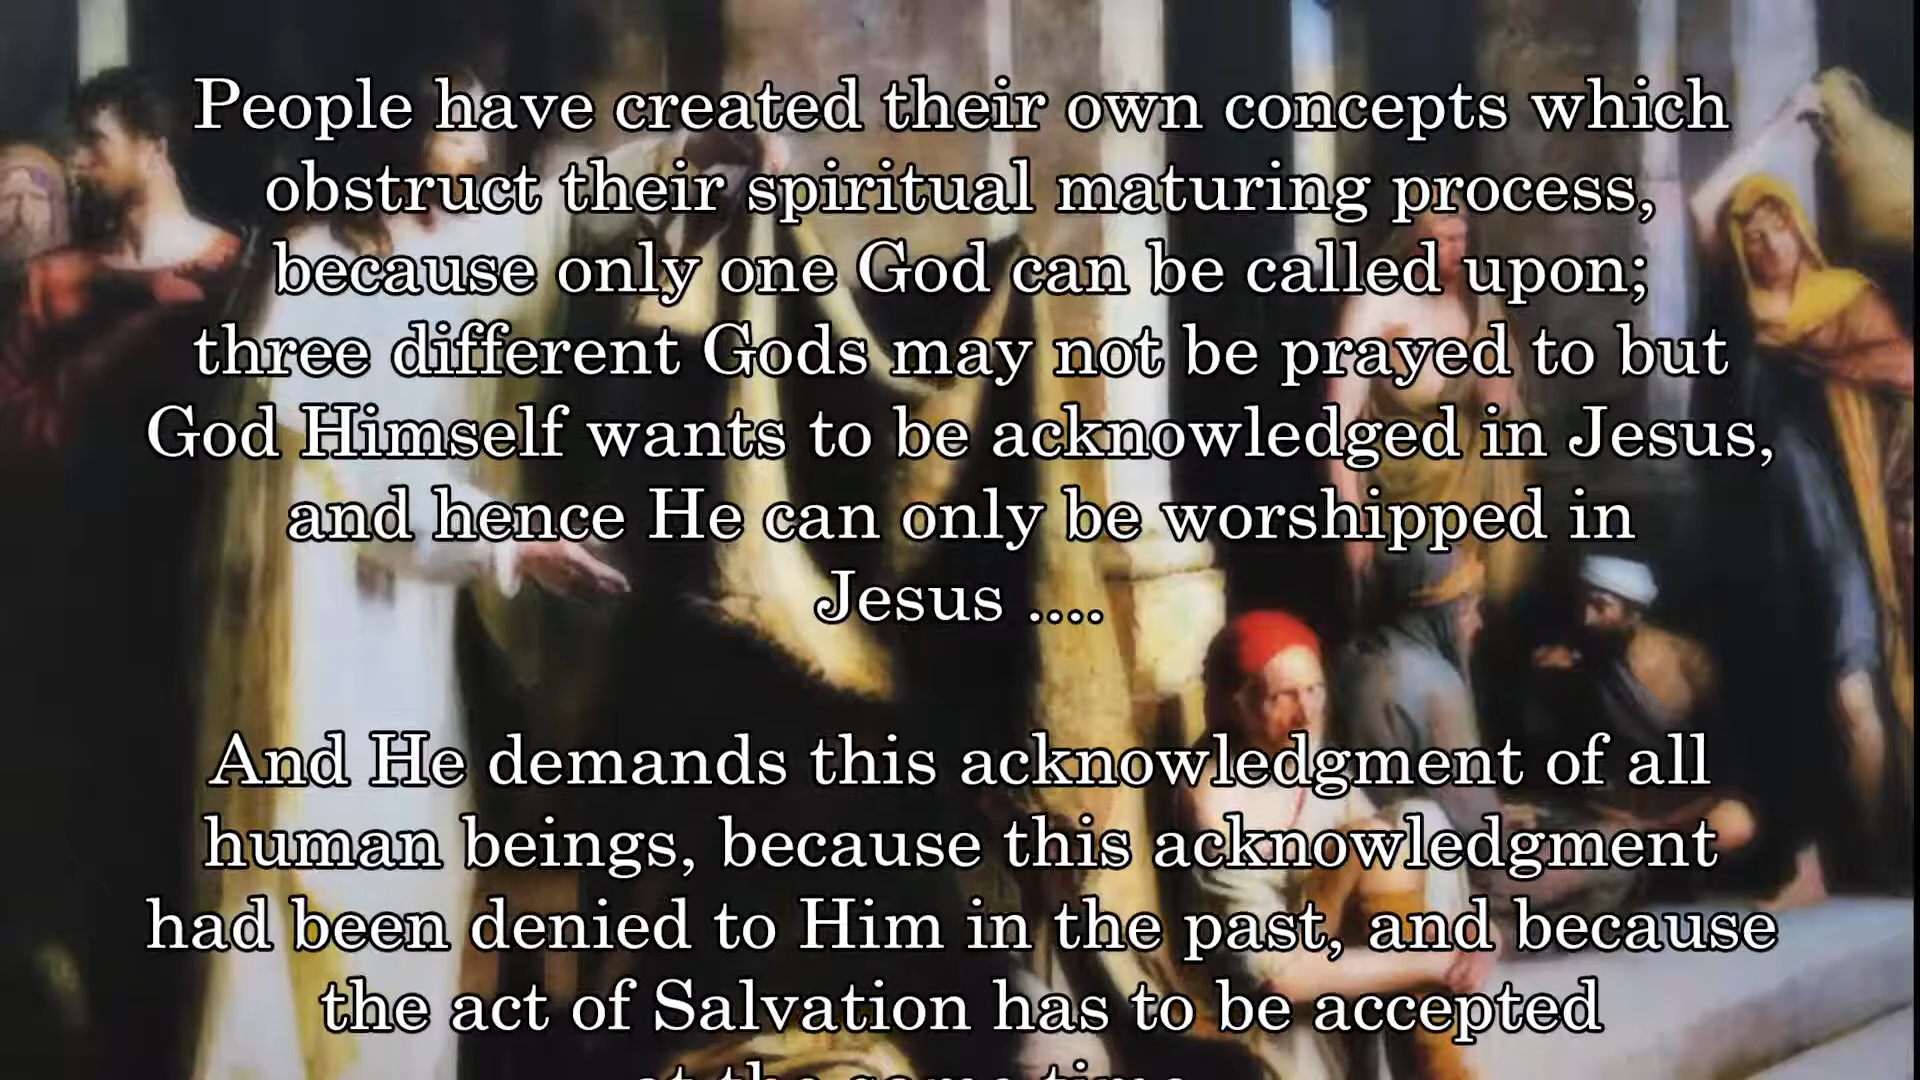 People have created their own concepts which
obstruct their spiritual maturing process,
because only one God can be called upon;
three different Gods may not be prayed to but
God Himself wants to be acknowledged in Jesus,
and hence He can only be worshipped in
Jesus ....
And He demands this acknowledgment of all
human beings, because this acknowledgment
had been denied to Him in the past, and because
the act of Salvation has to be accepted
at the same time